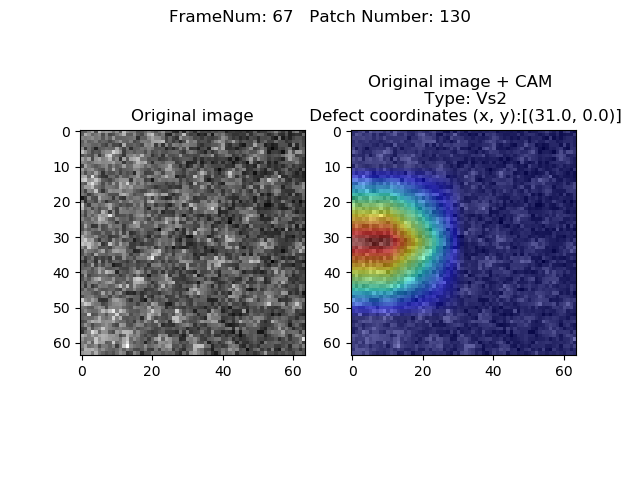 FrameNum: 67   Patch Number: 130
Original image
Original image + CAM
Type: Vs2
Defect coordinates (x, y):[(31.0, 0.0)]
0
10
20
30
40
50
60
0 20 40 60
0
10
20
30
40
50
60
0 20 40 60